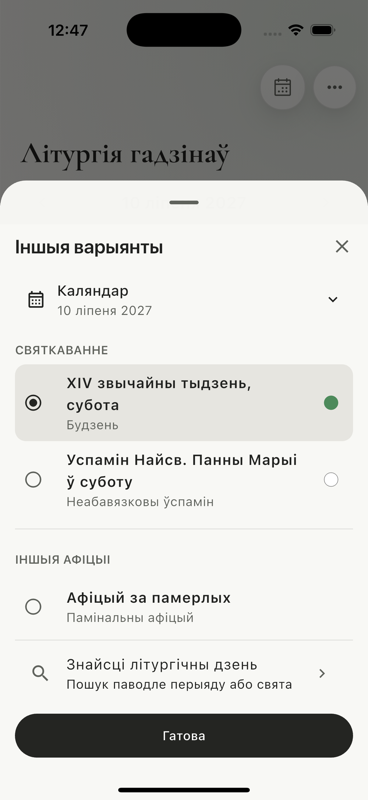 12:47
Літургія гадзінаў
Іншыя варыянты
Каляндар
10 ліпеня 2027
СВЯТКАВАННЕ
XIV звычайны тыдзень,
субота
Будзень
Успамін Найсв. Панны Марыі
ў суботу
Неабавязковы ўспамін
ІНШЫЯ АФІЦЫІ
Афіцый за памерлых
Памінальны афіцый
Знайсці літургічны дзень
Пошук паводле перыяду або свята
Гатова